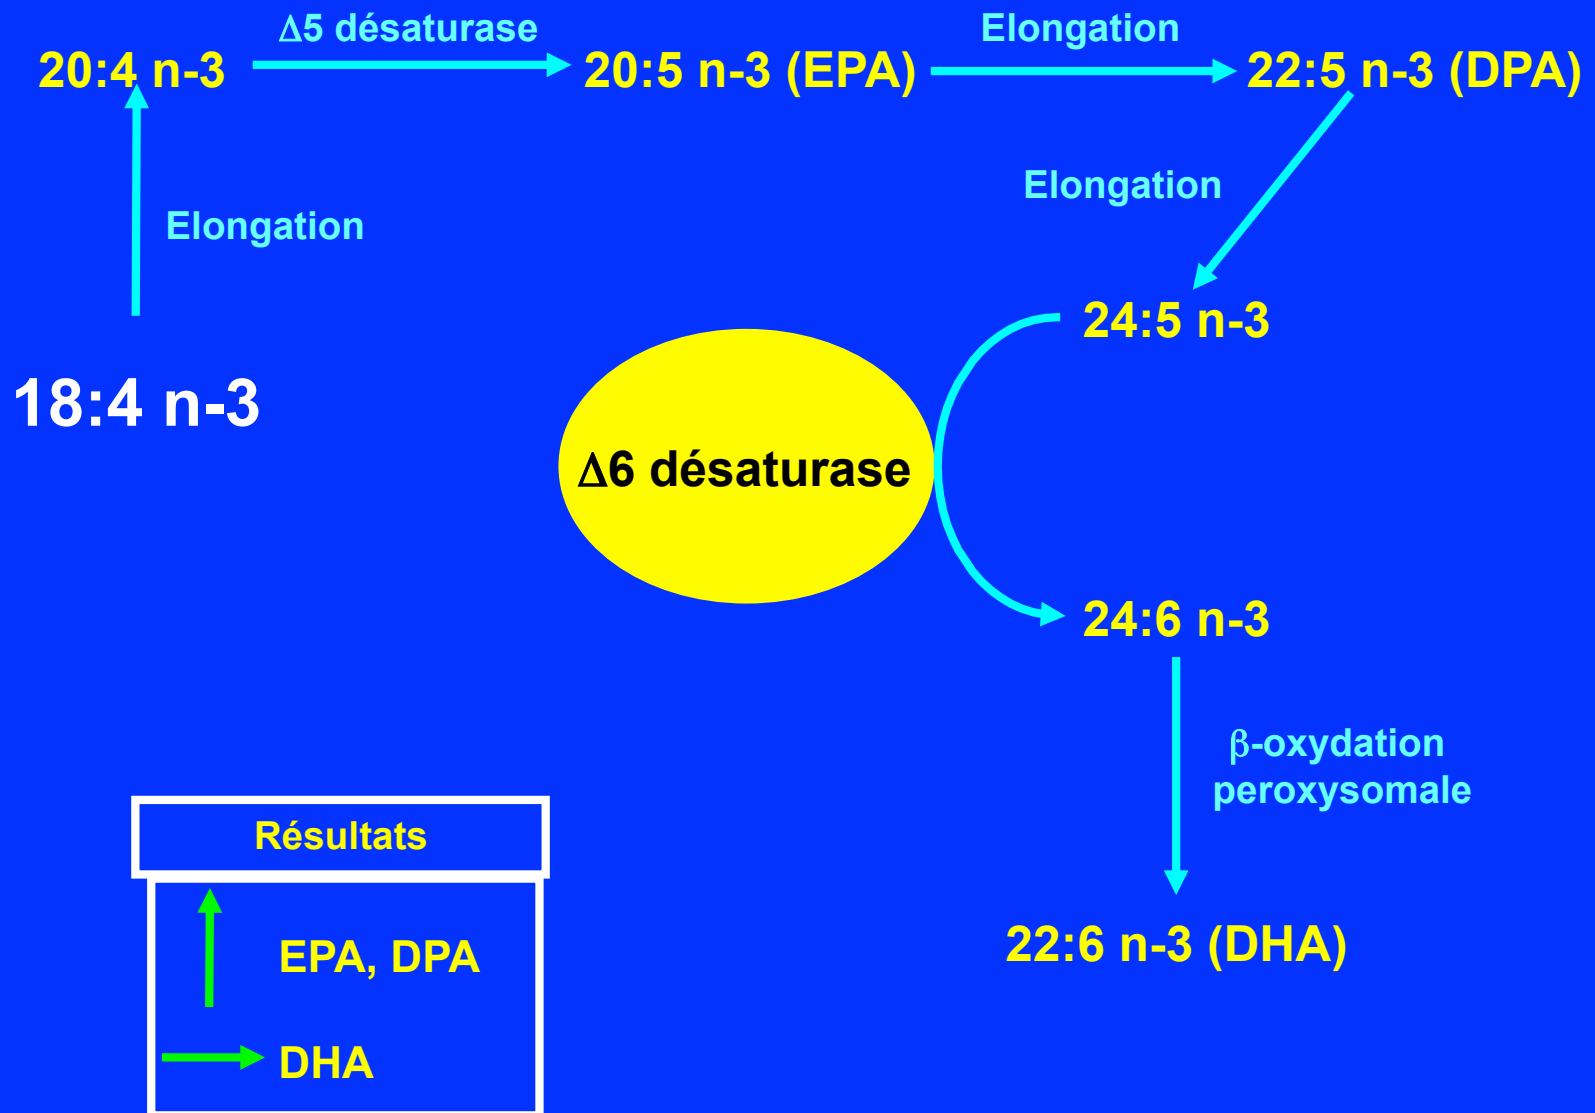 Δ5 désaturase
Elongation
20:4 n-3
20:5 n-3 (EPA)
22:5 n-3 (DPA)
Elongation
Elongation
24:5 n-3
18:4 n-3
Δ6 désaturase
24:6 n-3
β-oxydation
peroxysomale
Résultats
22:6 n-3 (DHA)
EPA, DPA
DHA